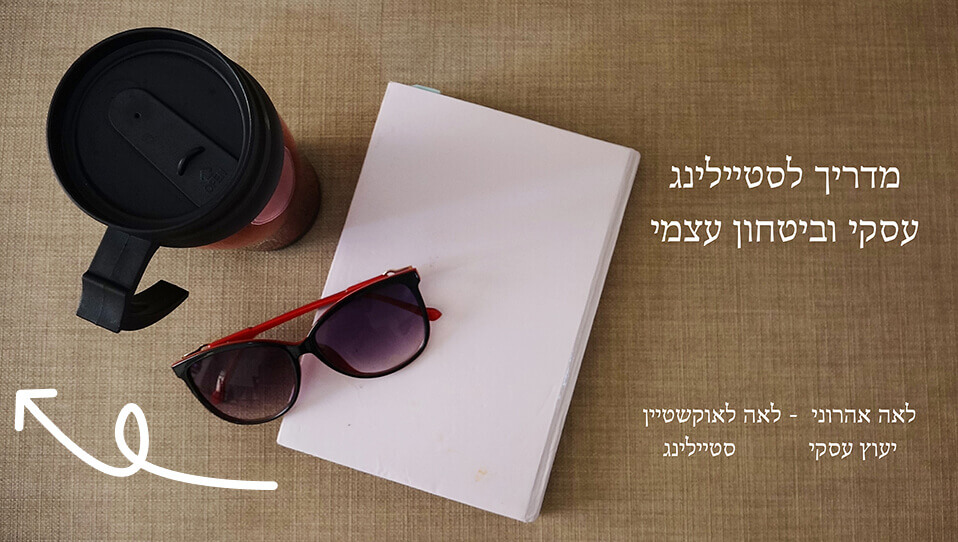 מדריך לסטיילינג
עסקי וביטחון עצמי
לאה אהרוני - לאה לאוקשטיין
יעוץ עסקי סטיילינג